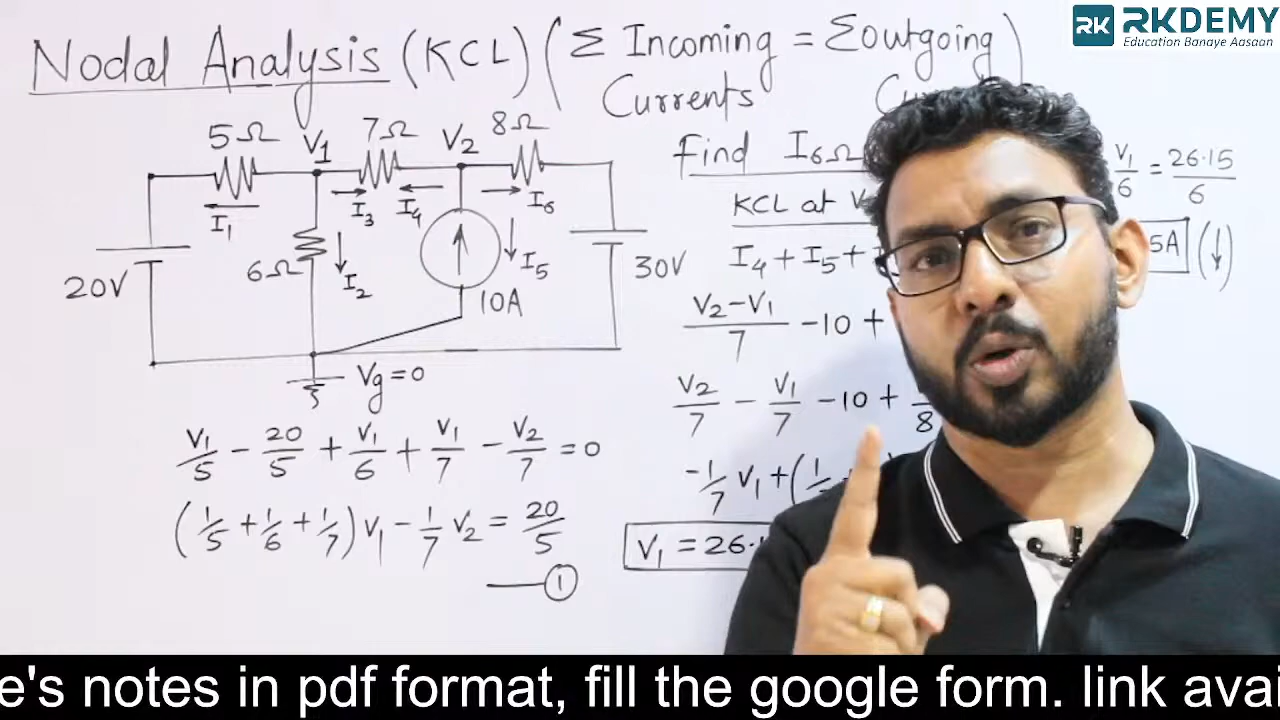 Nodal Analysis (KCL) ( Σ Incoming = Σoutgoing )
Currents
RK RKDEMY
Education Banaye Aasaan
5Ω V1 7Ω V2 8Ω
I1 I3 I4 I6
6Ω I2 I5
20V 10A 30V
Vg=0
V1/5 - 20/5 + V1/6 + V1/7 - V2/7 = 0
(1/5 + 1/6 + 1/7)V1 - 1/7 V2 = 20/5
1
Find I6Ω
KCL at
I4 + I5 +
V2-V1/7 -10 +
V2/7 - V1/7 -10 + /8
-1/7 V1 + (1/
V1 = 26.
V1/6 = 26.15/6
5A (↓)
e's notes in pdf format, fill the google form. link avai